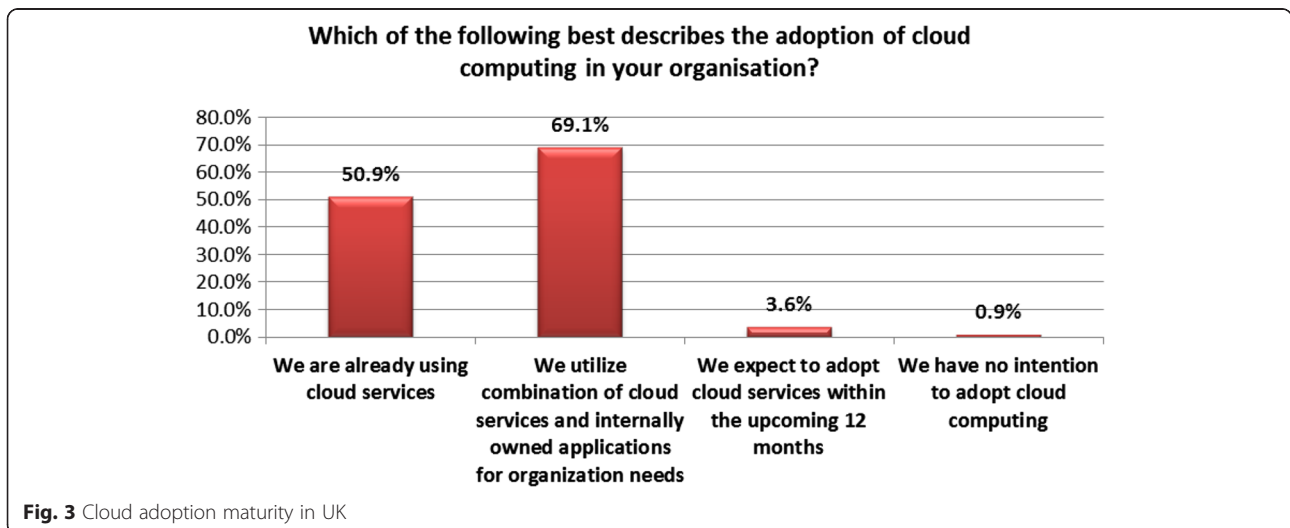 Which of the following best describes the adoption of cloud
computing in your organisation?
80.0%
70.0%
60.0%
50.0%
40.0%
30.0%
20.0%
10.0%
0.0%
50.9%
69.1%
3.6%
0.9%
We are already using
cloud services
We utilize
combination of cloud
services and internally
owned applications
for organization needs
We expect to adopt
cloud services within
the upcoming 12
months
We have no intention
to adopt cloud
computing
Fig. 3 Cloud adoption maturity in UK